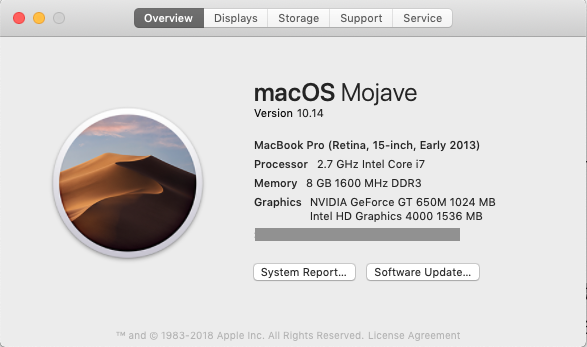 Overview Displays Storage Support Service
macOS Mojave
Version 10.14
MacBook Pro (Retina, 15-inch, Early 2013)
Processor 2.7 GHz Intel Core i7
Memory 8 GB 1600 MHz DDR3
Graphics NVIDIA GeForce GT 650M 1024 MB
Intel HD Graphics 4000 1536 MB
System Report... Software Update...
™ and © 1983-2018 Apple Inc. All Rights Reserved. License Agreement